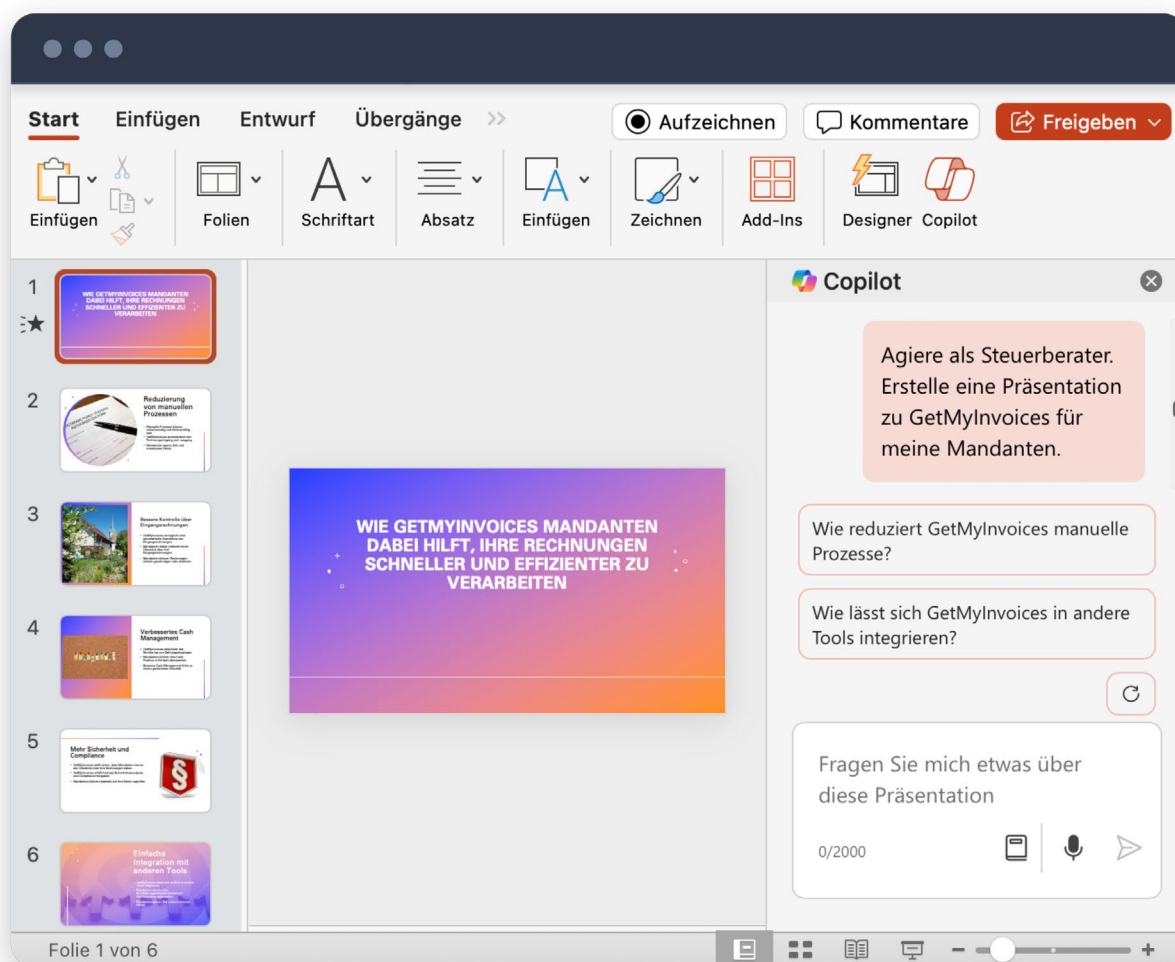 Start Einfügen Entwurf Übergänge Aufzeichnen Kommentare Freigeben
Einfügen Folien Schriftart Absatz Einfügen Zeichnen Add-Ins Designer Copilot
1
WIE GETMYINVOICES MANDANTEN
DABEI HILFT, IHRE RECHNUNGEN
SCHNELLER UND EFFIZIENTER ZU
VERARBEITEN
2
Reduzierung
von manuellen
Prozessen
3
Bessere Kontrolle über
Eingangsrechnungen
4
Verbessertes Cash
Management
5
Mehr Sicherheit und
Compliance
§
6
Einfache
Integration mit
anderen Tools
WIE GETMYINVOICES MANDANTEN
DABEI HILFT, IHRE RECHNUNGEN
SCHNELLER UND EFFIZIENTER ZU
VERARBEITEN
Copilot
Agiere als Steuerberater.
Erstelle eine Präsentation
zu GetMyInvoices für
meine Mandanten.
Wie reduziert GetMyInvoices manuelle
Prozesse?
Wie lässt sich GetMyInvoices in andere
Tools integrieren?
Fragen Sie mich etwas über
diese Präsentation
0/2000
Folie 1 von 6